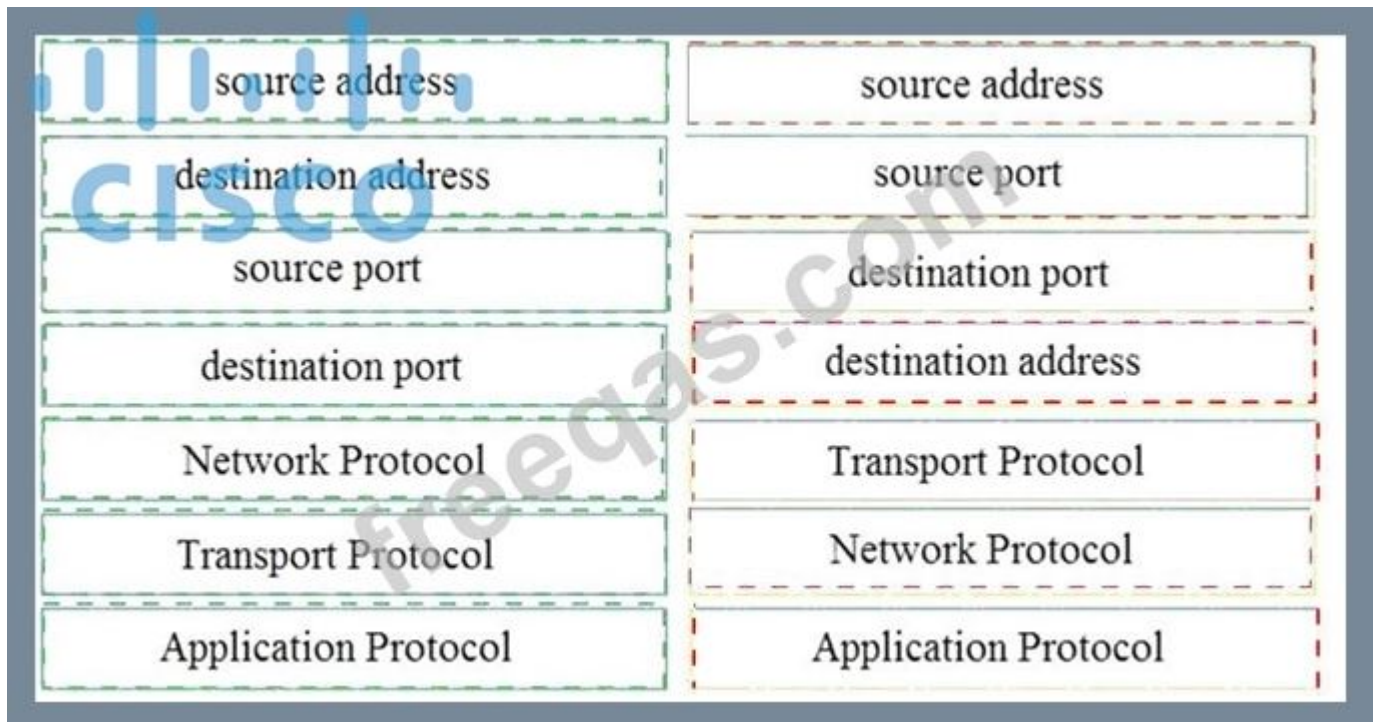 source address
source address
CISCO
destination address
source port
source port
destination port
destination port
destination address
Network Protocol
Transport Protocol
Transport Protocol
Network Protocol
Application Protocol
Application Protocol
freeqas.com